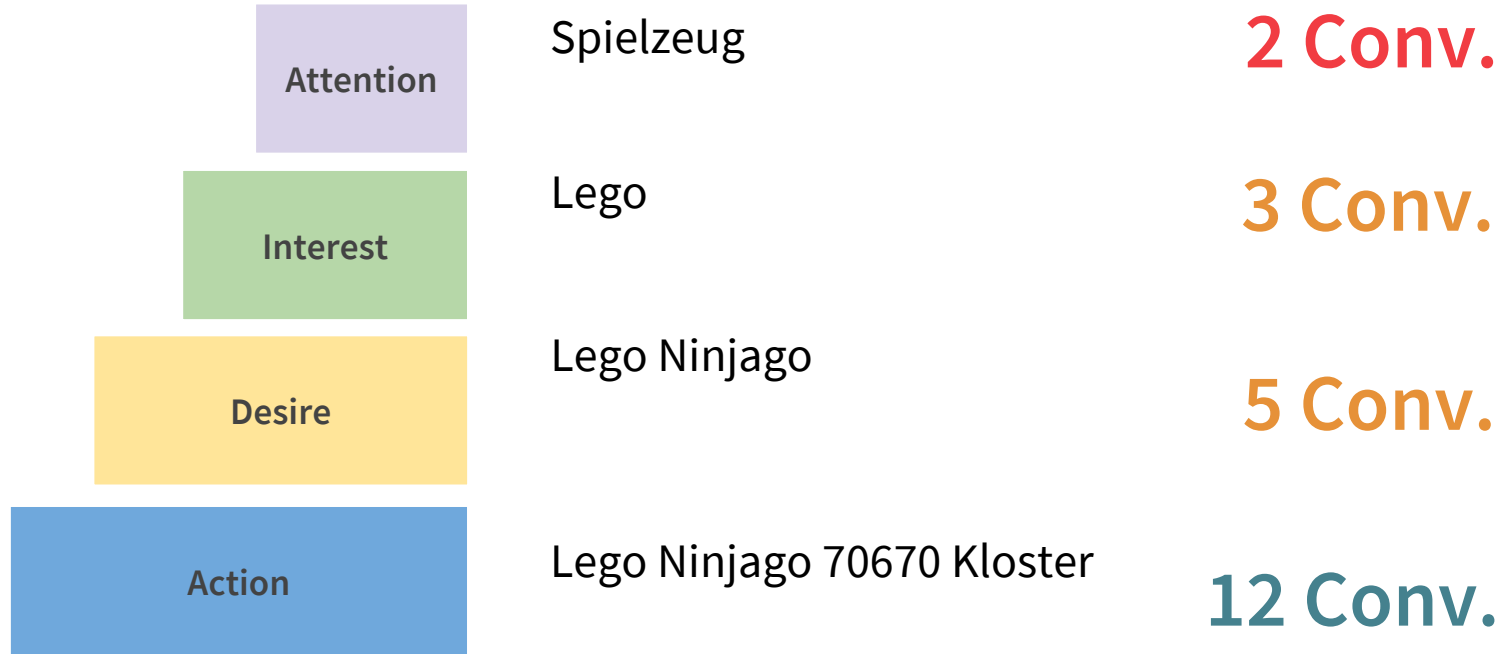 Attention
Spielzeug
2 Conv.
Interest
Lego
3 Conv.
Desire
Lego Ninjago
5 Conv.
Action
Lego Ninjago 70670 Kloster
12 Conv.